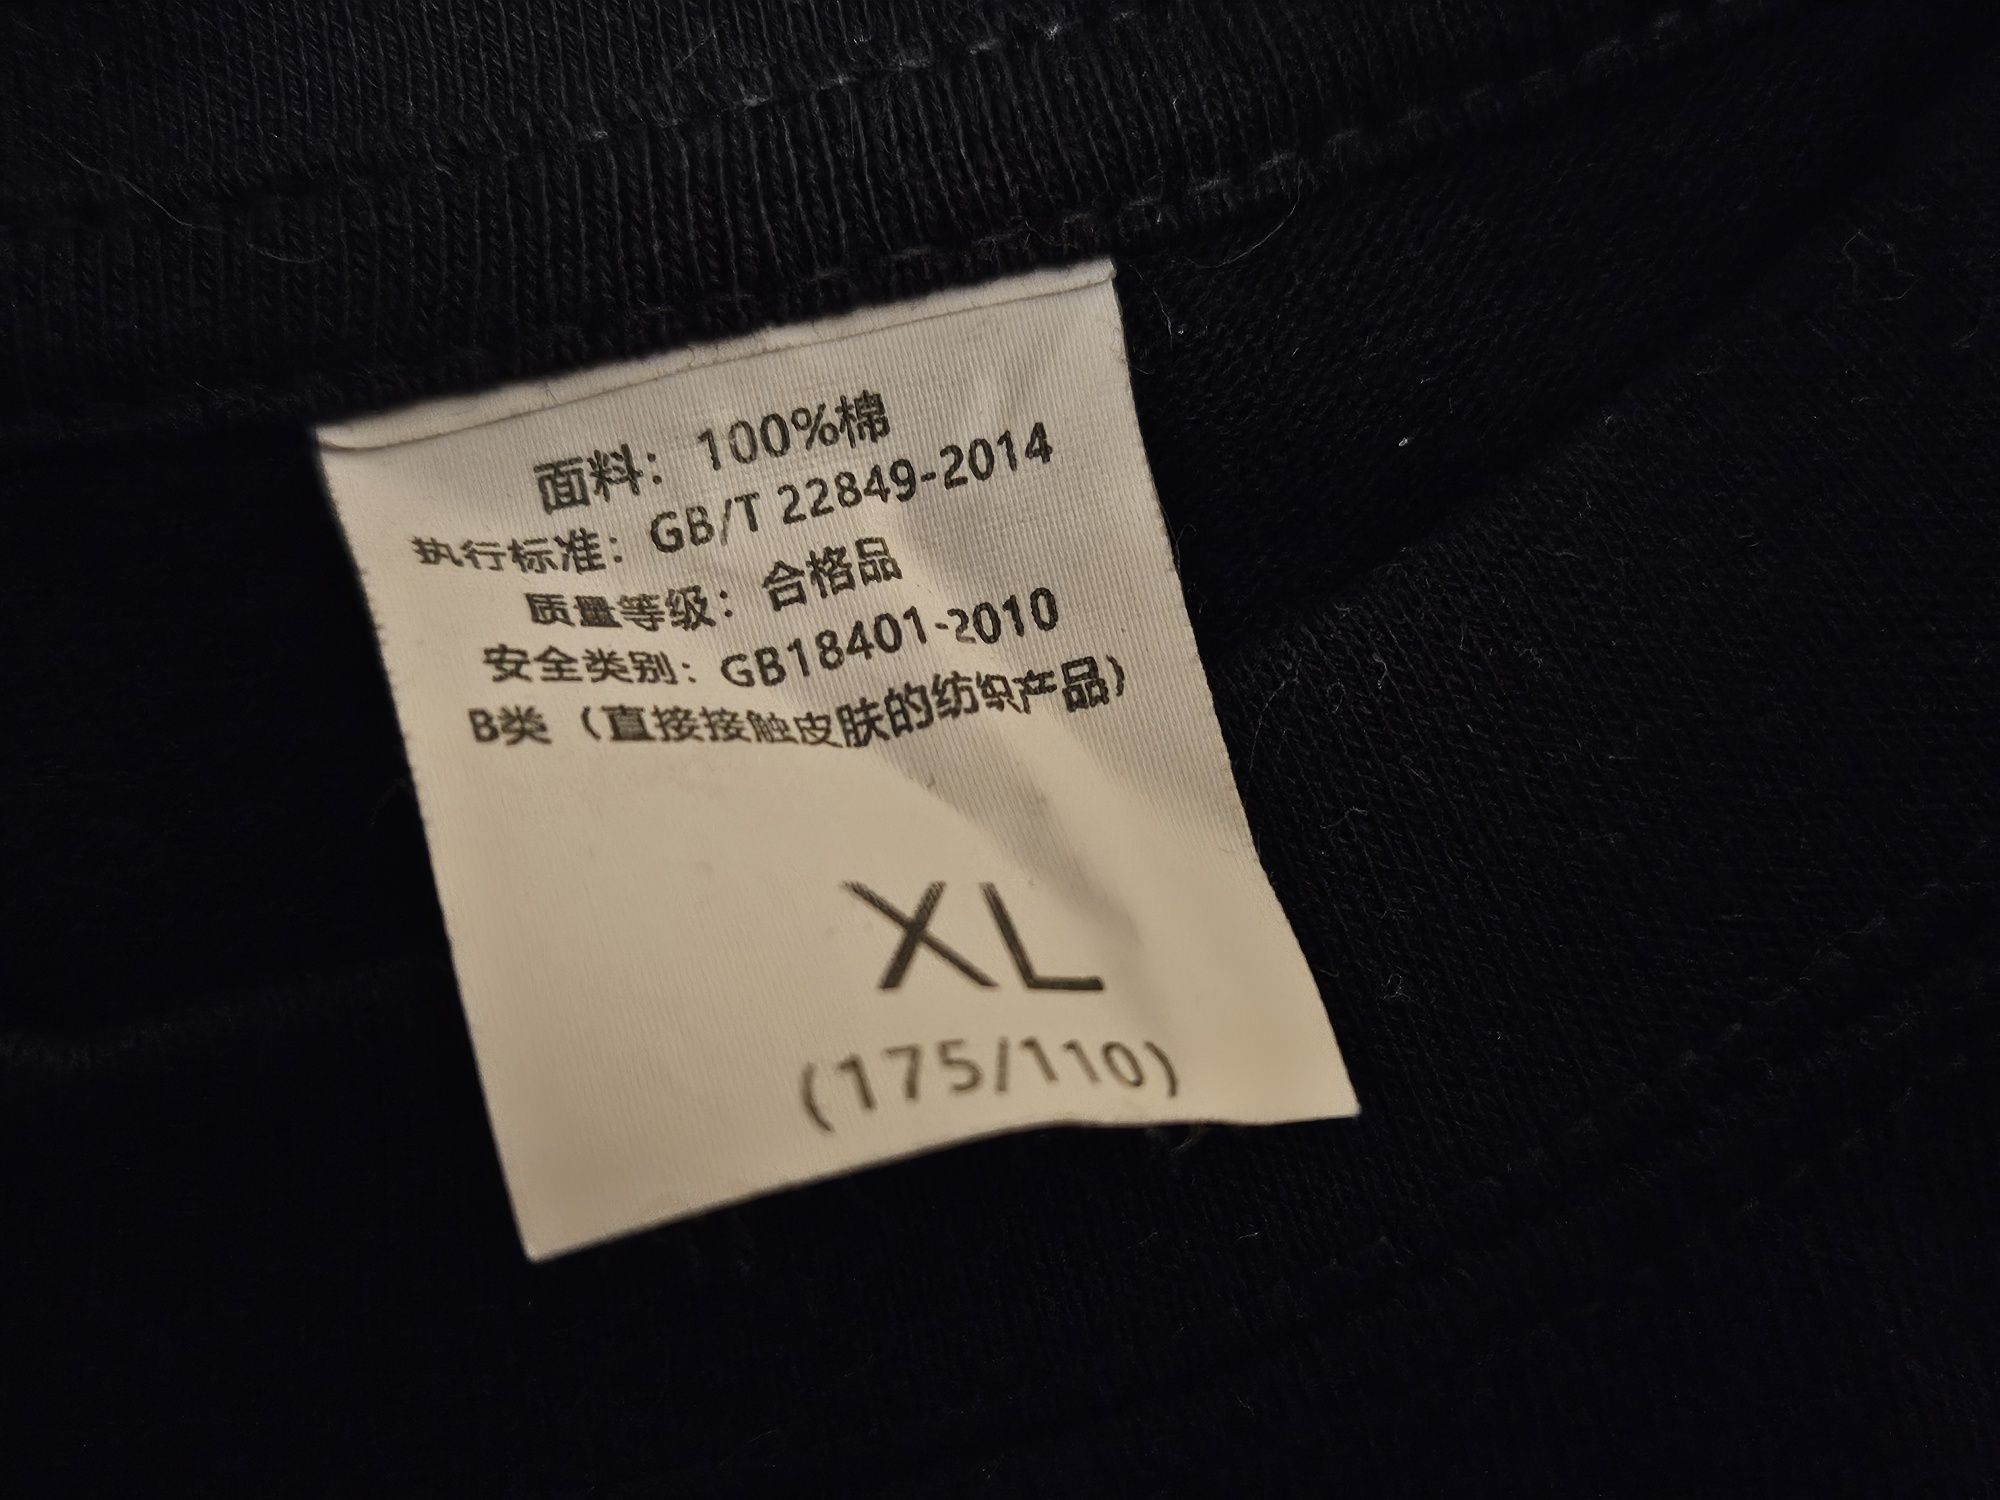 面料：100%棉
执行标准：GB/T 22849-2014
质量等级：合格品
安全类别：GB18401-2010
B类（直接接触皮肤的纺织产品）
XL
(175/110)